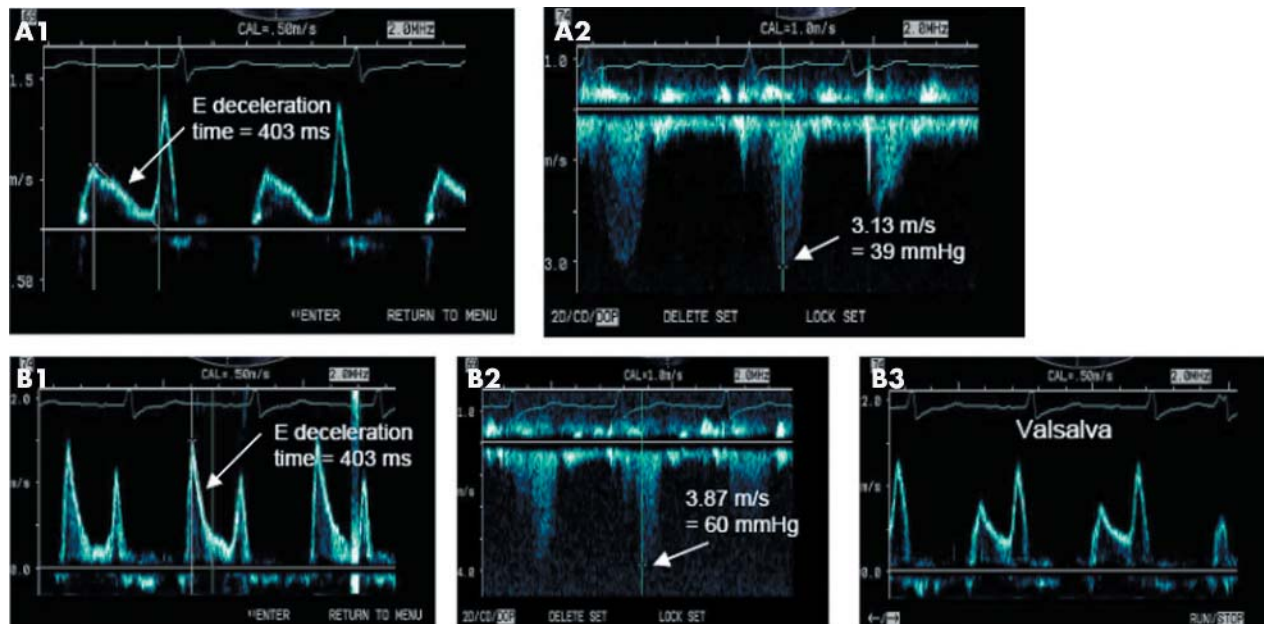 A1
CAL=.50m/s
2.0MHz
1.5
E deceleration
time = 403 ms
m/s
.50
ENTER
RETURN TO MENU
A2
CAL=1.0m/s
2.0MHz
1.0
m/s
3.13 m/s
= 39 mmHg
3.0
2D/CD/DOP
DELETE SET
LOCK SET
B1
CAL=.50m/s
2.0MHz
2.0
E deceleration
time = 403 ms
m/s
0.0
ENTER
RETURN TO MENU
B2
CAL=1.0m/s
2.0MHz
1.0
m/s
3.87 m/s
= 60 mmHg
4.0
2D/CD/DOP
DELETE SET
LOCK SET
B3
CAL=.50m/s
2.0MHz
2.0
Valsalva
m/s
0.0
RUN/STOP